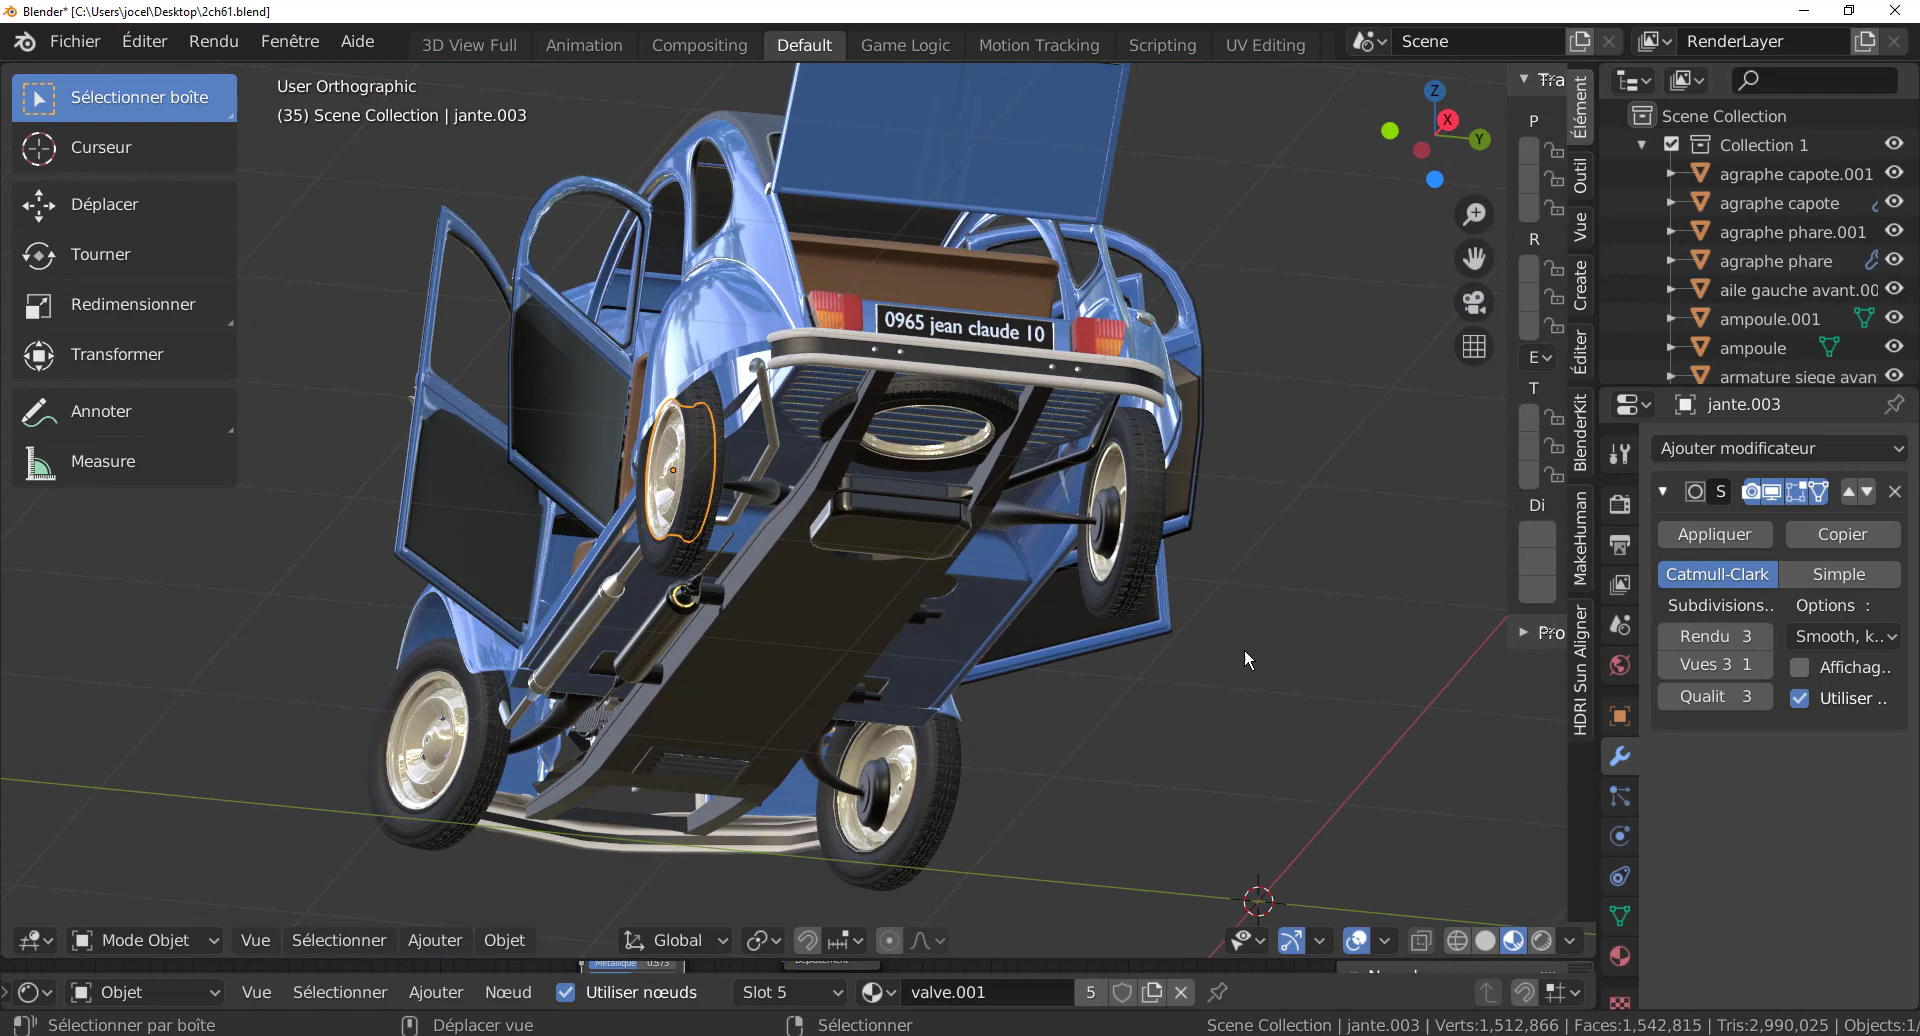 Blender* [C:\Users\jocel\Desktop\2ch61.blend]
Fichier Éditer Rendu Fenêtre Aide 3D View Full Animation Compositing Default Game Logic Motion Tracking Scripting UV Editing Scene RenderLayer
Sélectionner boîte
Curseur
Déplacer
Tourner
Redimensionner
Transformer
Annoter
Measure
User Orthographic
(35) Scene Collection | jante.003
0965 jean claude 10
Z
X
Y
Tra
P
R
E
T
Di
Pro
Élément
Outil
Vue
Create
Éditer
BlenderKit
MakeHuman
HDRI Sun Aligner
Scene Collection
Collection 1
agraphe capote.001
agraphe capote
agraphe phare.001
agraphe phare
aile gauche avant.00
ampoule.001
ampoule
armature siege avan
jante.003
Ajouter modificateur
S
Appliquer Copier
Catmull-Clark Simple
Subdivisions.. Options :
Rendu 3 Smooth, k..
Vues 3 1 Affichag..
Qualit 3 Utiliser ..
Mode Objet Vue Sélectionner Ajouter Objet Global
Métallique 0.573
Objet Vue Sélectionner Ajouter Nœud Utiliser nœuds Slot 5 valve.001 5
Sélectionner par boîte Déplacer vue Sélectionner Scene Collection | jante.003 | Verts:1,512,866 | Faces:1,542,815 | Tris:2,990,025 | Objects:1